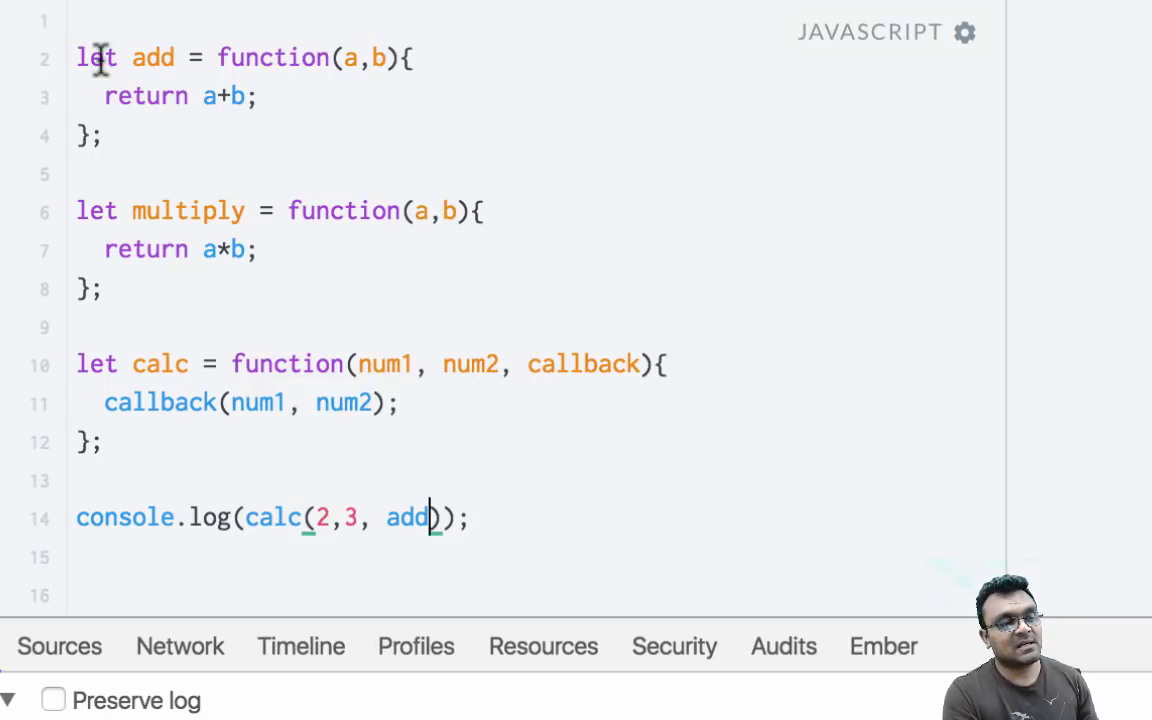 JAVASCRIPT
1
2 let add = function(a,b){
3 return a+b;
4 };
5
6 let multiply = function(a,b){
7 return a*b;
8 };
9
10 let calc = function(num1, num2, callback){
11 callback(num1, num2);
12 };
13
14 console.log(calc(2,3, add));
15
16
Sources Network Timeline Profiles Resources Security Audits Ember
Preserve log